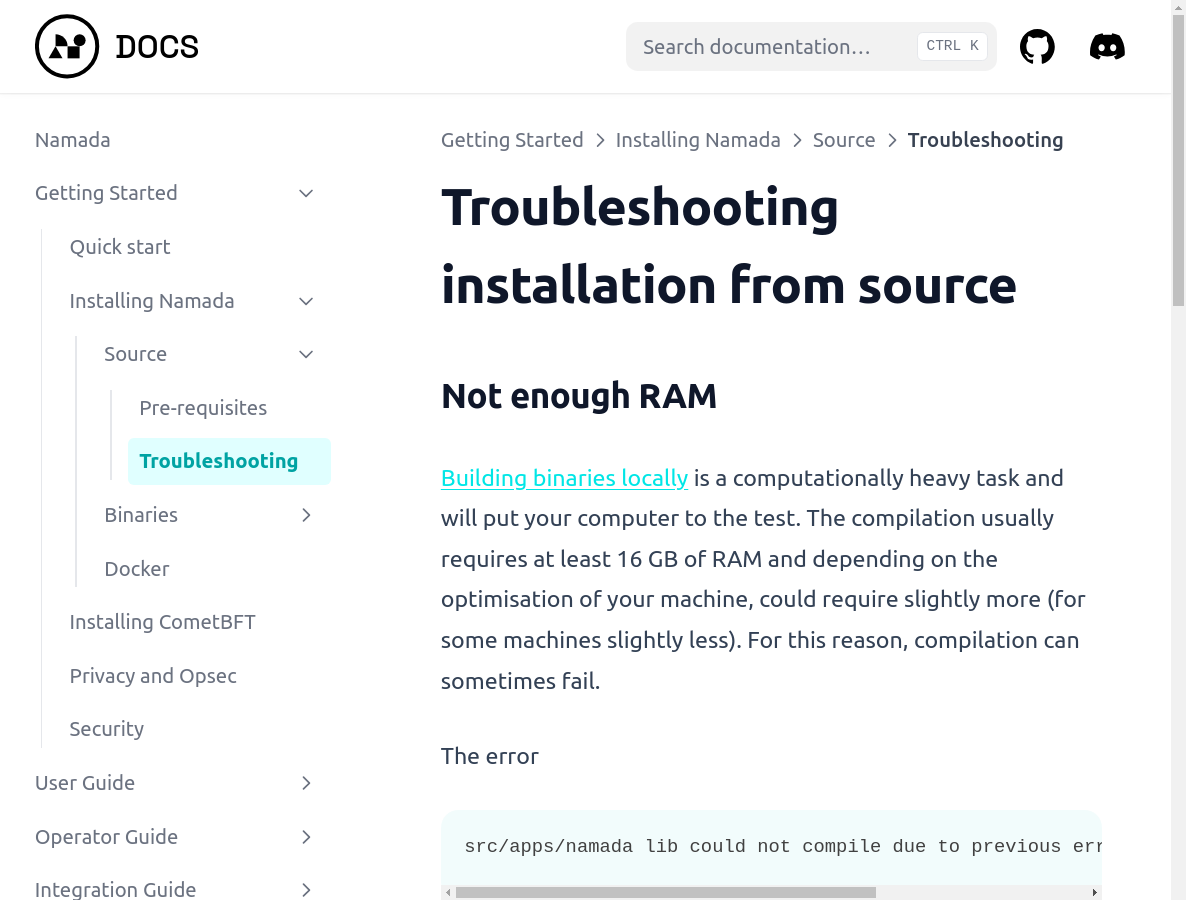 DOCS
Search documentation…
CTRL K
Namada
Getting Started
Quick start
Installing Namada
Source
Pre-requisites
Troubleshooting
Binaries
Docker
Installing CometBFT
Privacy and Opsec
Security
User Guide
Operator Guide
Integration Guide
Getting Started > Installing Namada > Source > Troubleshooting
Troubleshooting
installation from source
Not enough RAM
Building binaries locally is a computationally heavy task and
will put your computer to the test. The compilation usually
requires at least 16 GB of RAM and depending on the
optimisation of your machine, could require slightly more (for
some machines slightly less). For this reason, compilation can
sometimes fail.
The error
src/apps/namada lib could not compile due to previous err